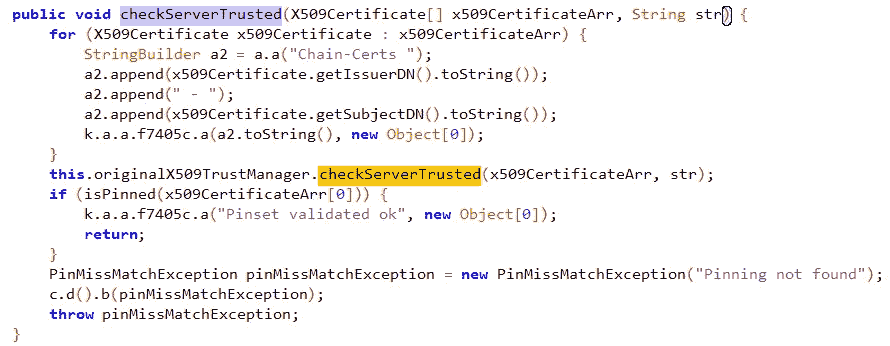 public void checkServerTrusted(X509Certificate[] x509CertificateArr, String str) {
    for (X509Certificate x509Certificate : x509CertificateArr) {
        StringBuilder a2 = a.a("Chain-Certs ");
        a2.append(x509Certificate.getIssuerDN().toString());
        a2.append(" - ");
        a2.append(x509Certificate.getSubjectDN().toString());
        k.a.a.f7405c.a(a2.toString(), new Object[0]);
    }
    this.originalX509TrustManager.checkServerTrusted(x509CertificateArr, str);
    if (isPinned(x509CertificateArr[0])) {
        k.a.a.f7405c.a("Pinset validated ok", new Object[0]);
        return;
    }
    PinMissMatchException pinMissMatchException = new PinMissMatchException("Pinning not found");
    c.d().b(pinMissMatchException);
    throw pinMissMatchException;
}